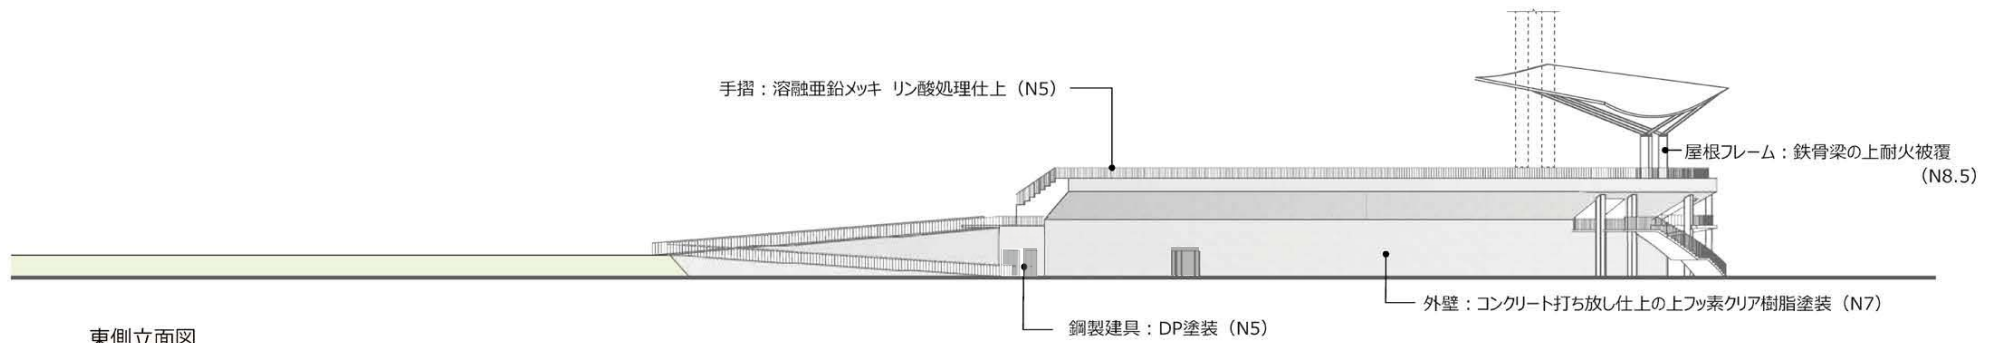 手摺：溶融亜鉛メッキ リン酸処理仕上（N5）
屋根フレーム：鉄骨梁の上耐火被覆
（N8.5）
外壁：コンクリート打ち放し仕上の上フッ素クリア樹脂塗装（N7）
鋼製建具：DP塗装（N5）
東側立面図